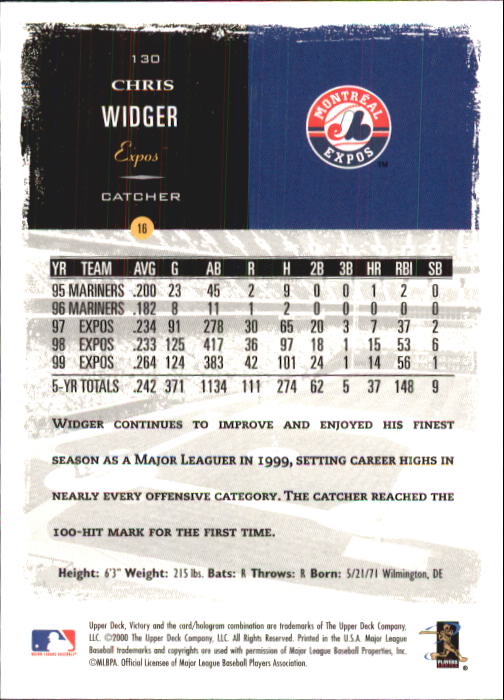 130
CHRIS
WIDGER
Expos™
CATCHER
MONTREAL
EXPOS
TM
16
YR TEAM AVG G AB R H 2B 3B HR RBI SB
95 MARINERS .200 23 45 2 9 0 0 1 2 0
96 MARINERS .182 8 11 1 2 0 0 0 0 0
97 EXPOS .234 91 278 30 65 20 3 7 37 2
98 EXPOS .233 125 417 36 97 18 1 15 53 6
99 EXPOS .264 124 383 42 101 24 1 14 56 1
5-YR TOTALS .242 371 1134 111 274 62 5 37 148 9
WIDGER CONTINUES TO IMPROVE AND ENJOYED HIS FINEST
SEASON AS A MAJOR LEAGUER IN 1999, SETTING CAREER HIGHS IN
NEARLY EVERY OFFENSIVE CATEGORY. THE CATCHER REACHED THE
100-HIT MARK FOR THE FIRST TIME.
Height: 6'3" Weight: 215 lbs. Bats: R Throws: R Born: 5/21/71 Wilmington, DE
Upper Deck, Victory and the card/hologram combination are trademarks of The Upper Deck Company,
LLC. ©2000 The Upper Deck Company, LLC. All Rights Reserved. Printed in the U.S.A. Major League
Baseball trademarks and copyrights are used with permission of Major League Baseball Properties, Inc.
©MLBPA. Official Licensee of Major League Baseball Players Association.
MAJOR LEAGUE BASEBALL
PLAYERS
®